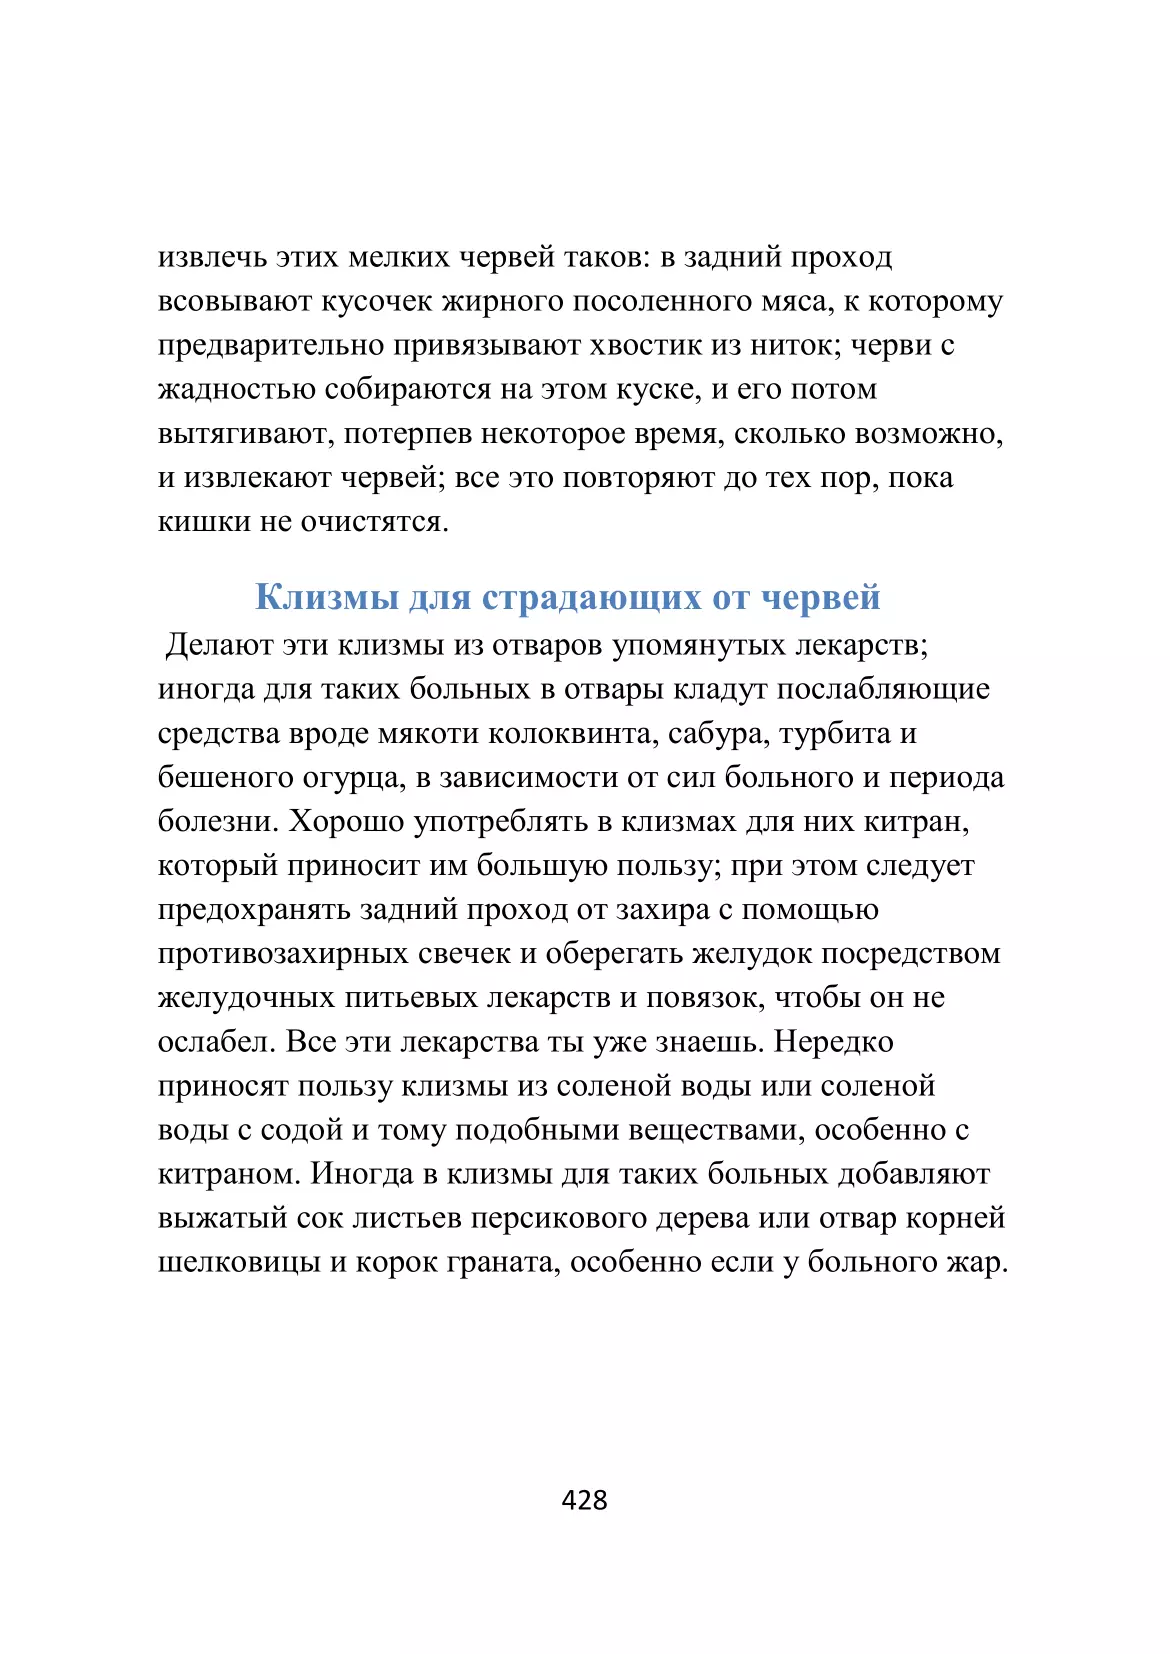 извлечь этих мелких червей таков: в задний проход
всовывают кусочек жирного посоленного мяса, к которому
предварительно привязывают хвостик из ниток; черви с
жадностью собираются на этом куске, и его потом
вытягивают, потерпев некоторое время, сколько возможно,
и извлекают червей; все это повторяют до тех пор, пока
кишки не очистятся.
Клизмы для страдающих от червей
Делают эти клизмы из отваров упомянутых лекарств;
иногда для таких больных в отвары кладут послабляющие
средства вроде мякоти колоквинта, сабура, турбита и
бешеного огурца, в зависимости от сил больного и периода
болезни. Хорошо употреблять в клизмах для них китран,
который приносит им большую пользу; при этом следует
предохранять задний проход от захира с помощью
противозахирных свечек и оберегать желудок посредством
желудочных питьевых лекарств и повязок, чтобы он не
ослабел. Все эти лекарства ты уже знаешь. Нередко
приносят пользу клизмы из соленой воды или соленой
воды с содой и тому подобными веществами, особенно с
китраном. Иногда в клизмы для таких больных добавляют
выжатый сок листьев персикового дерева или отвар корней
шелковицы и корок граната, особенно если у больного жар.
428